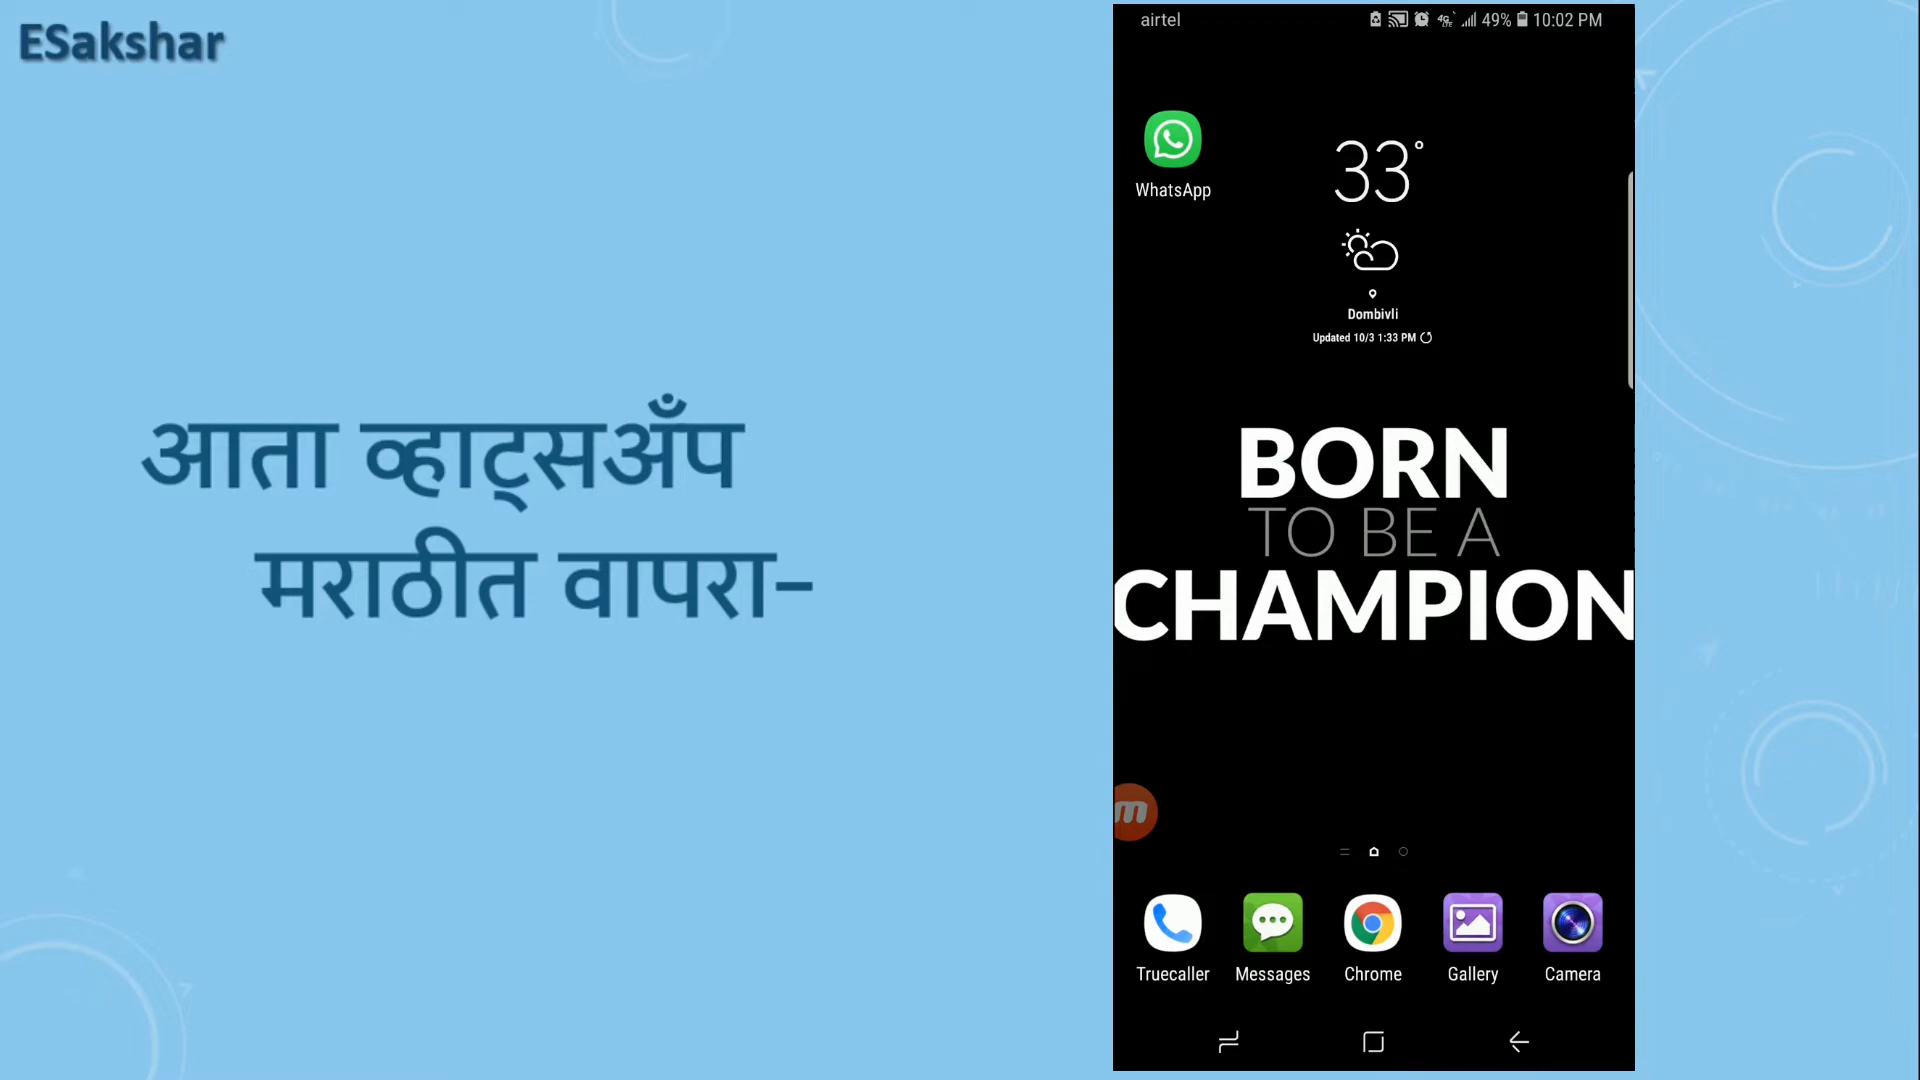 ESakshar
आता व्हाट्सअँप
मराठीत वापरा-
airtel
49% 10:02 PM
WhatsApp
33°
Dombivli
Updated 10/3 1:33 PM
BORN
TO BE A
CHAMPION
Truecaller
Messages
Chrome
Gallery
Camera